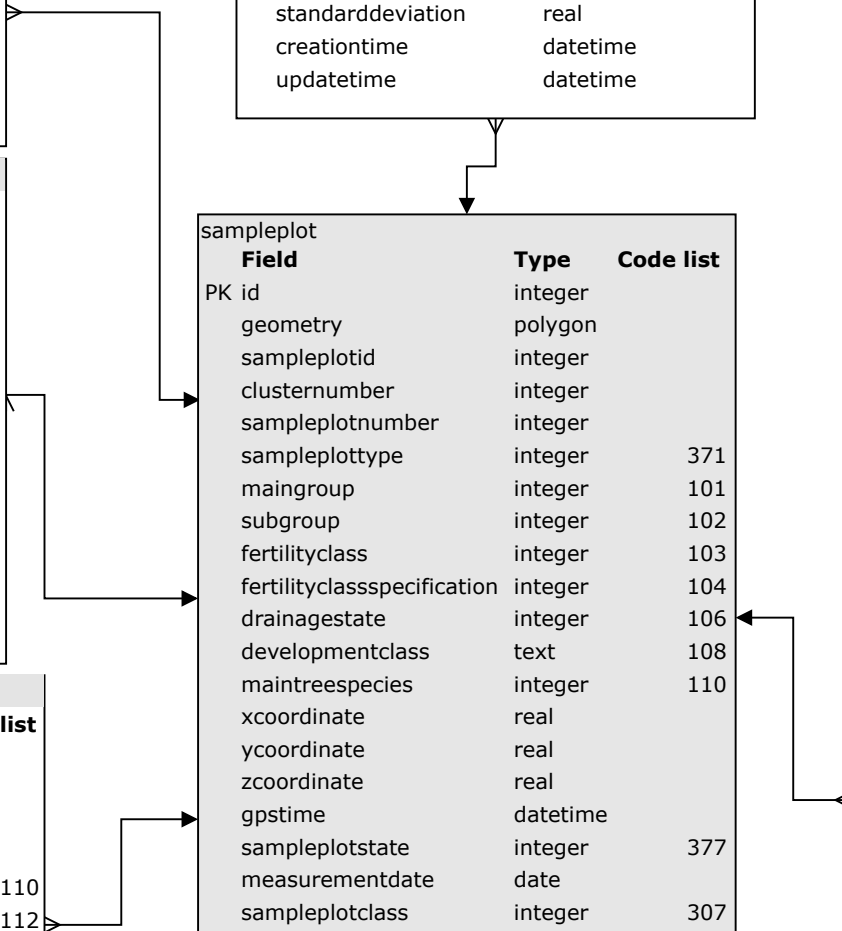 standarddeviation real
creationtime datetime
updatetime datetime
sampleplot
Field Type Code list
PK id integer
geometry polygon
sampleplotid integer
clusternumber integer
sampleplotnumber integer
sampleplottype integer 371
maingroup integer 101
subgroup integer 102
fertilityclass integer 103
fertilityclassspecification integer 104
drainagestate integer 106
developmentclass text 108
maintreespecies integer 110
xcoordinate real
ycoordinate real
zcoordinate real
gpstime datetime
sampleplotstate integer 377
measurementdate date
sampleplotclass integer 307
list
110
112